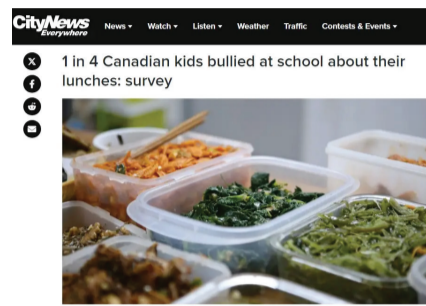 CityNews
Everywhere
News Watch Listen Weather Traffic Contests & Events
1 in 4 Canadian kids bullied at school about their
lunches: survey